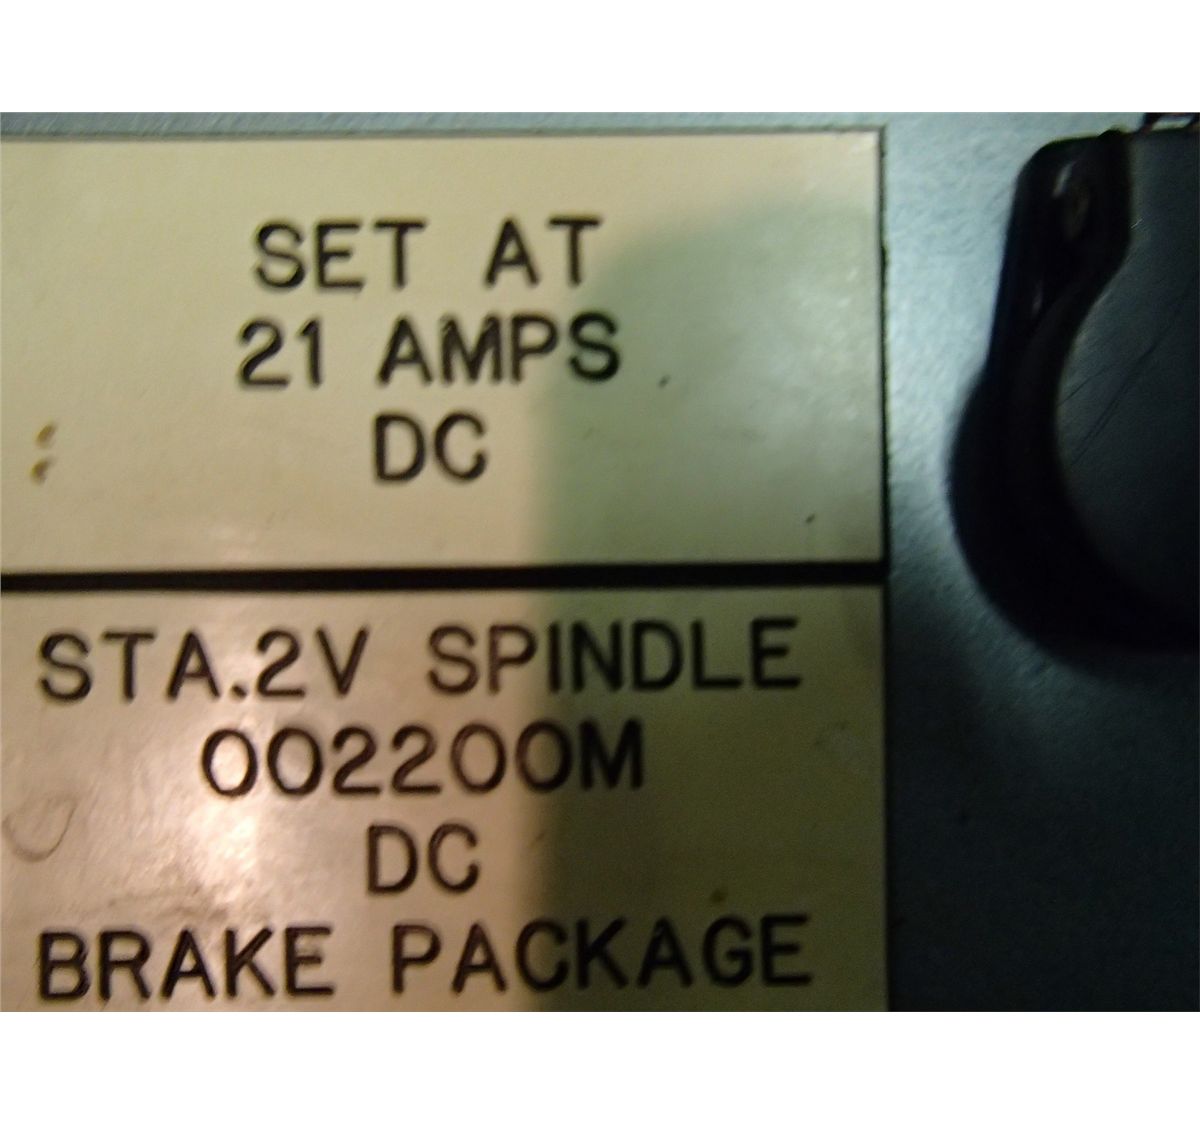 SET AT
21 AMPS
DC
STA.2V SPINDLE
002200M
DC
BRAKE PACKAGE